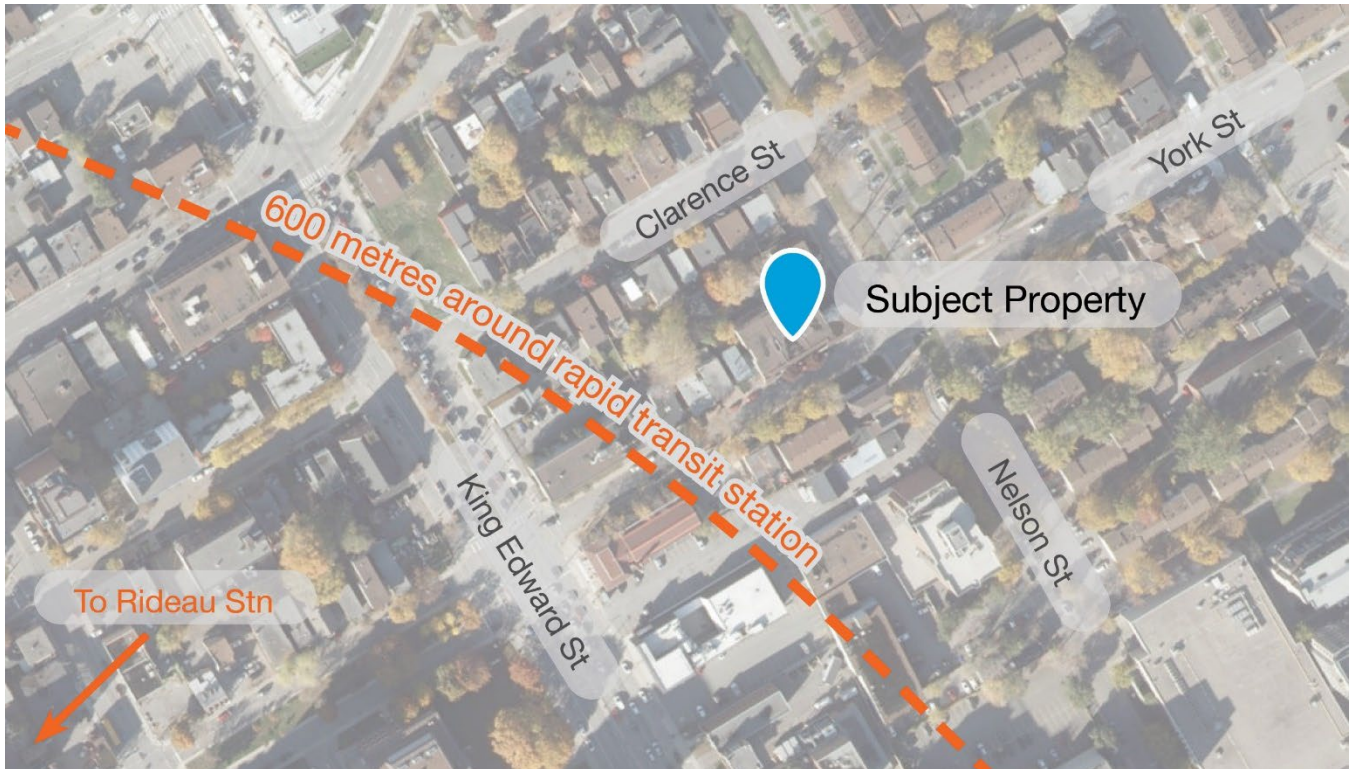 York St
Clarence St
600 metres around rapid transit station
Subject Property
Nelson St
King Edward St
To Rideau Stn